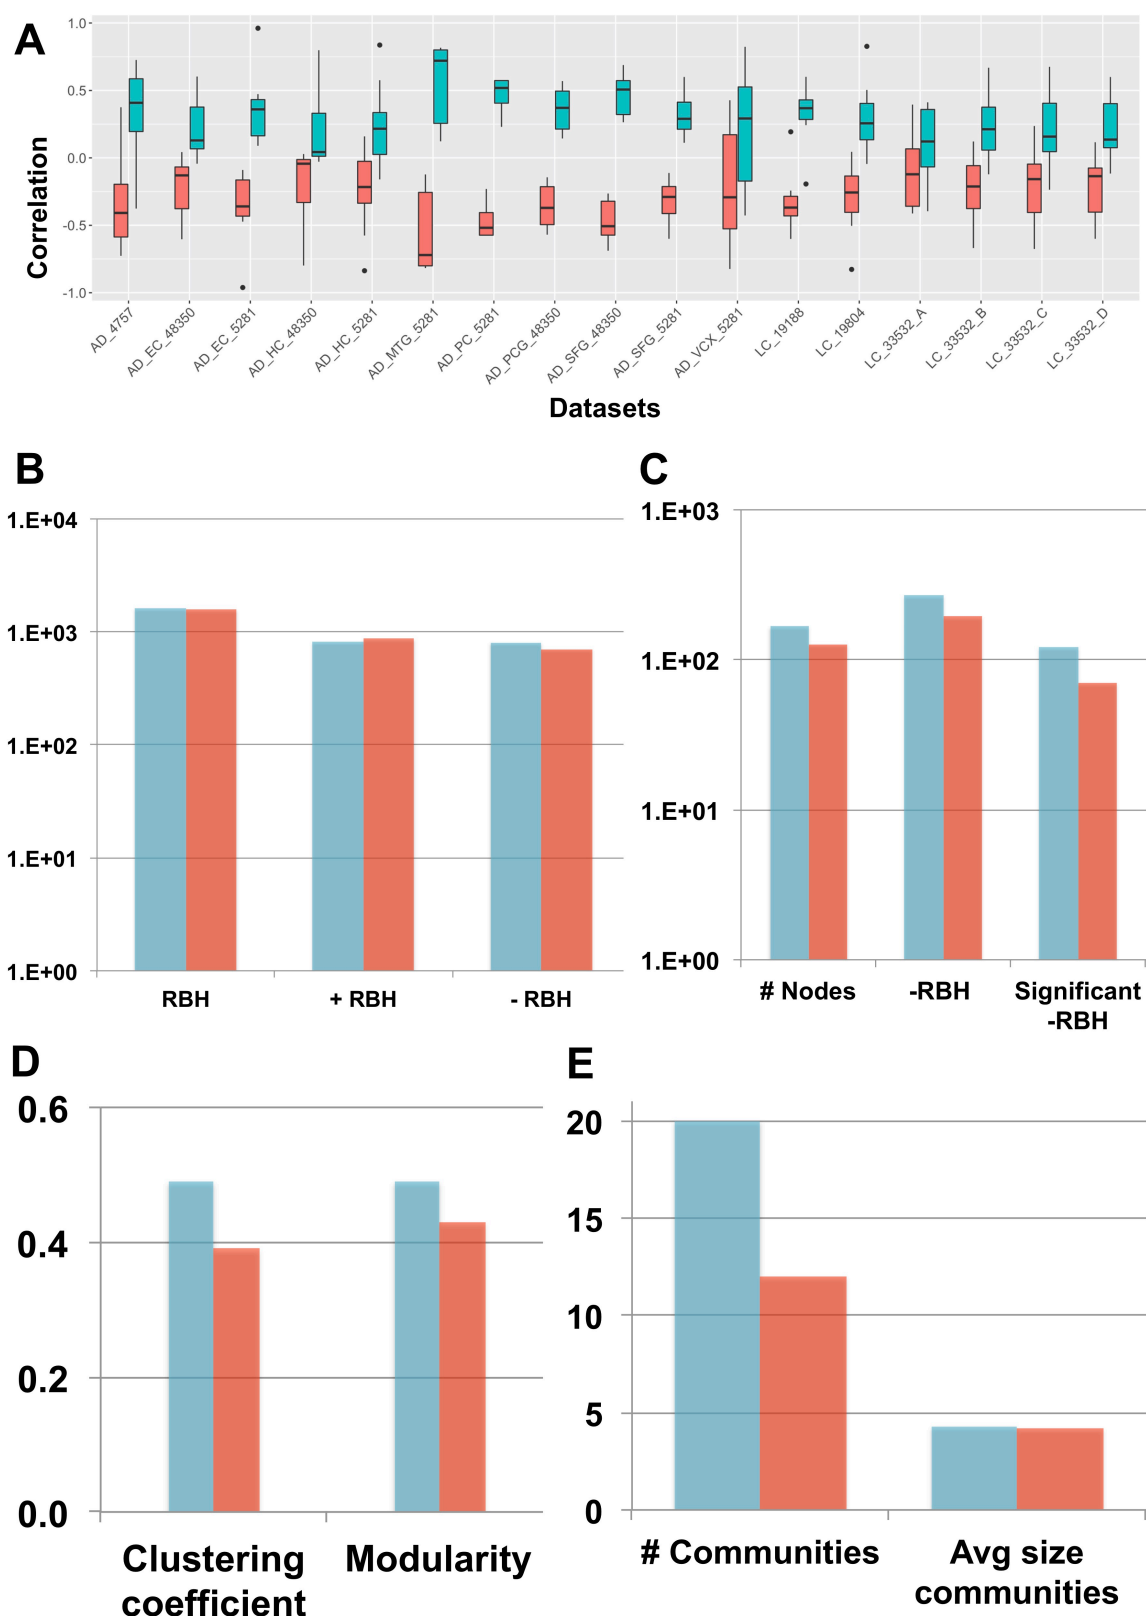 A
Correlation
1.0
0.5
0.0
-0.5
-1.0
AD_4757
AD_EC_48350
AD_EC_5281
AD_HC_48350
AD_HC_5281
AD_MTG_5281
AD_PC_5281
AD_PCG_48350
AD_SFG_48350
AD_SFG_5281
AD_VCX_5281
LC_19188
LC_19804
LC_33532_A
LC_33532_B
LC_33532_C
LC_33532_D
Datasets
B
1.E+04
1.E+03
1.E+02
1.E+01
1.E+00
RBH
+ RBH
- RBH
C
1.E+03
1.E+02
1.E+01
1.E+00
# Nodes
-RBH
Significant
-RBH
D
0.6
0.4
0.2
0.0
Clustering
coefficient
Modularity
E
20
15
10
5
0
# Communities
Avg size
communities